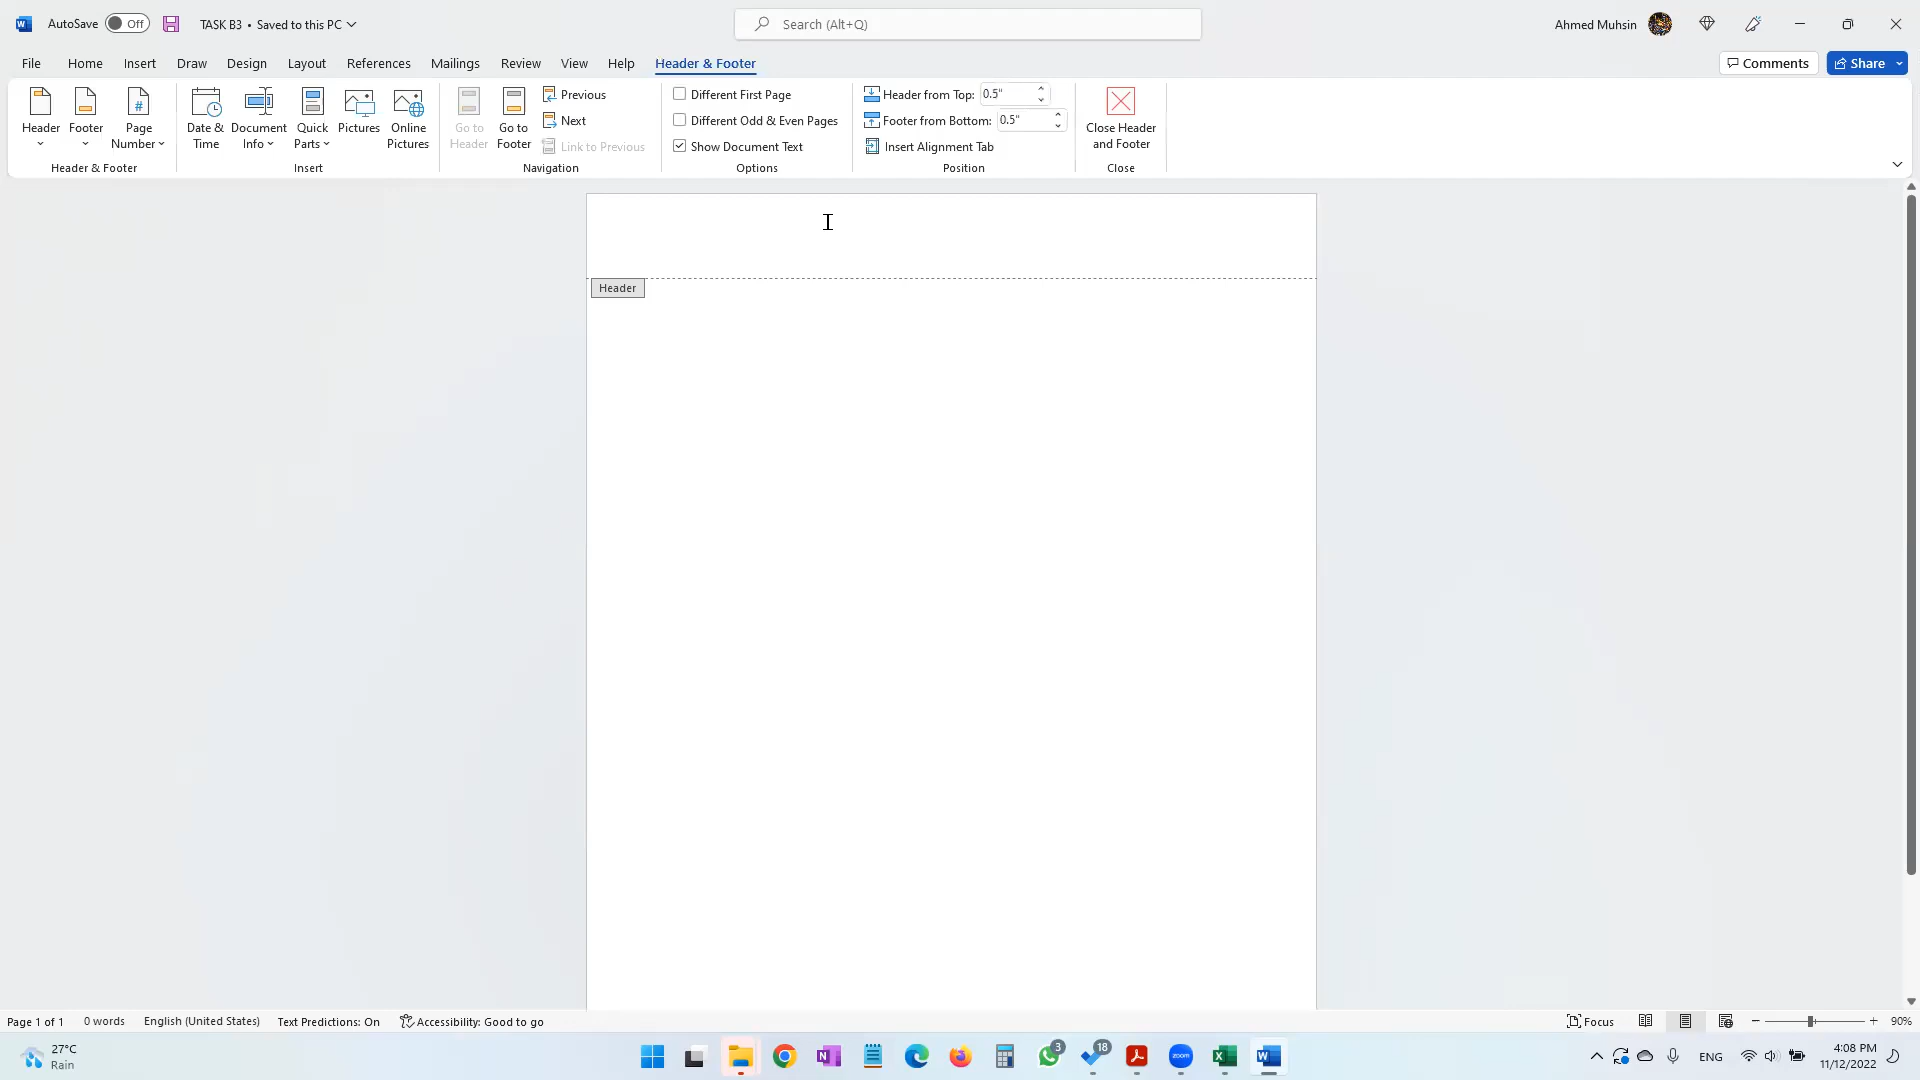 AutoSave Off TASK B3 • Saved to this PC Search (Alt+Q) Ahmed Muhsin
File Home Insert Draw Design Layout References Mailings Review View Help Header & Footer Comments Share
Header Footer Page Number Date & Time Document Info Quick Parts Pictures Online Pictures Go to Header Go to Footer
Previous
Next
Link to Previous
Different First Page
Different Odd & Even Pages
Show Document Text
Header from Top: 0.5"
Footer from Bottom: 0.5"
Insert Alignment Tab
Close Header and Footer
Header & Footer Insert Navigation Options Position Close
Header
Page 1 of 1 0 words English (United States) Text Predictions: On Accessibility: Good to go Focus 90%
27°C
Rain
zoom
3
18
ENG
4:08 PM
11/12/2022